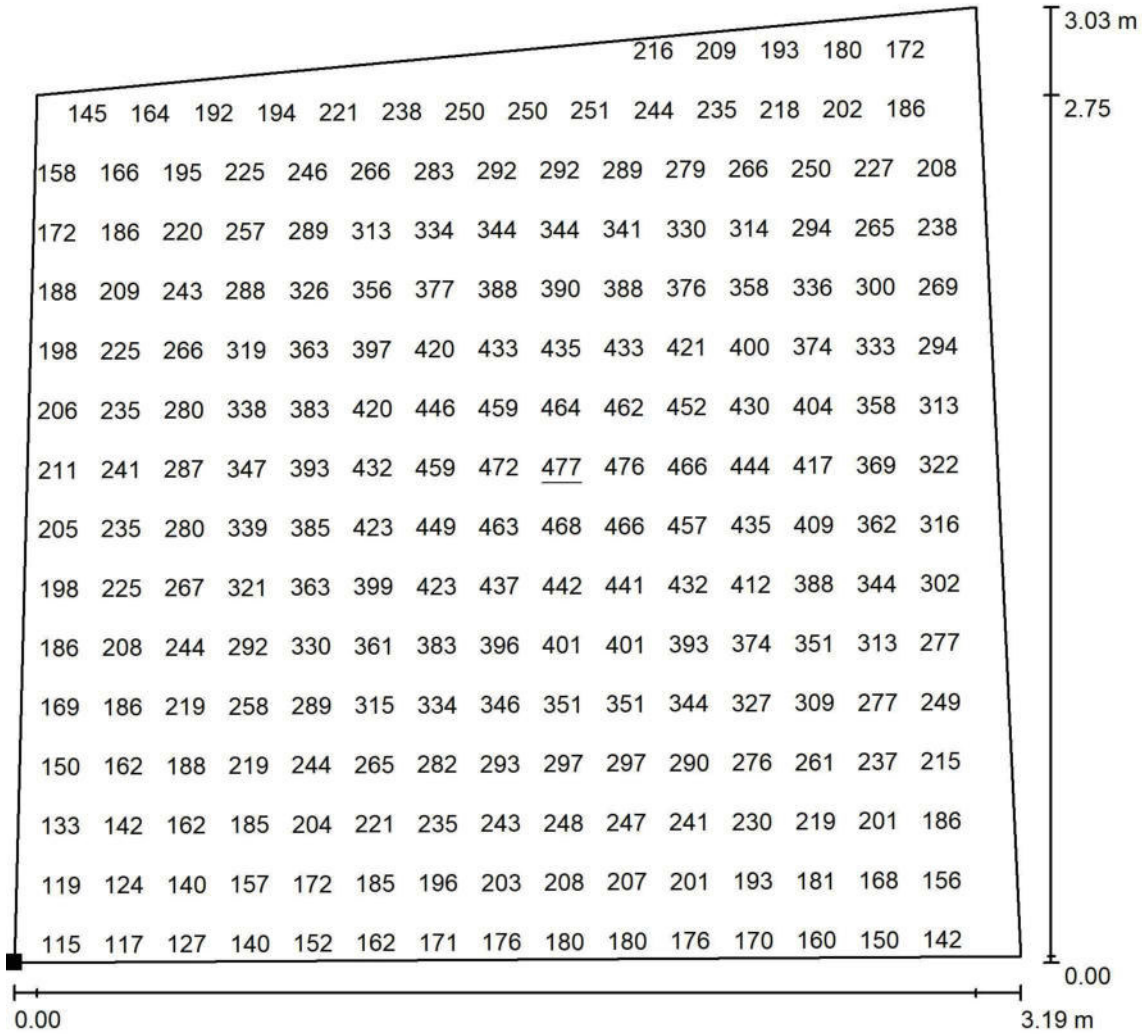 3.03 m
216 209 193 180 172
2.75
145 164 192 194 221 238 250 250 251 244 235 218 202 186
158 166 195 225 246 266 283 292 292 289 279 266 250 227 208
172 186 220 257 289 313 334 344 344 341 330 314 294 265 238
188 209 243 288 326 356 377 388 390 388 376 358 336 300 269
198 225 266 319 363 397 420 433 435 433 421 400 374 333 294
206 235 280 338 383 420 446 459 464 462 452 430 404 358 313
211 241 287 347 393 432 459 472 477 476 466 444 417 369 322
205 235 280 339 385 423 449 463 468 466 457 435 409 362 316
198 225 267 321 363 399 423 437 442 441 432 412 388 344 302
186 208 244 292 330 361 383 396 401 401 393 374 351 313 277
169 186 219 258 289 315 334 346 351 351 344 327 309 277 249
150 162 188 219 244 265 282 293 297 297 290 276 261 237 215
133 142 162 185 204 221 235 243 248 247 241 230 219 201 186
119 124 140 157 172 185 196 203 208 207 201 193 181 168 156
115 117 127 140 152 162 171 176 180 180 176 170 160 150 142
0.00
0.00 3.19 m